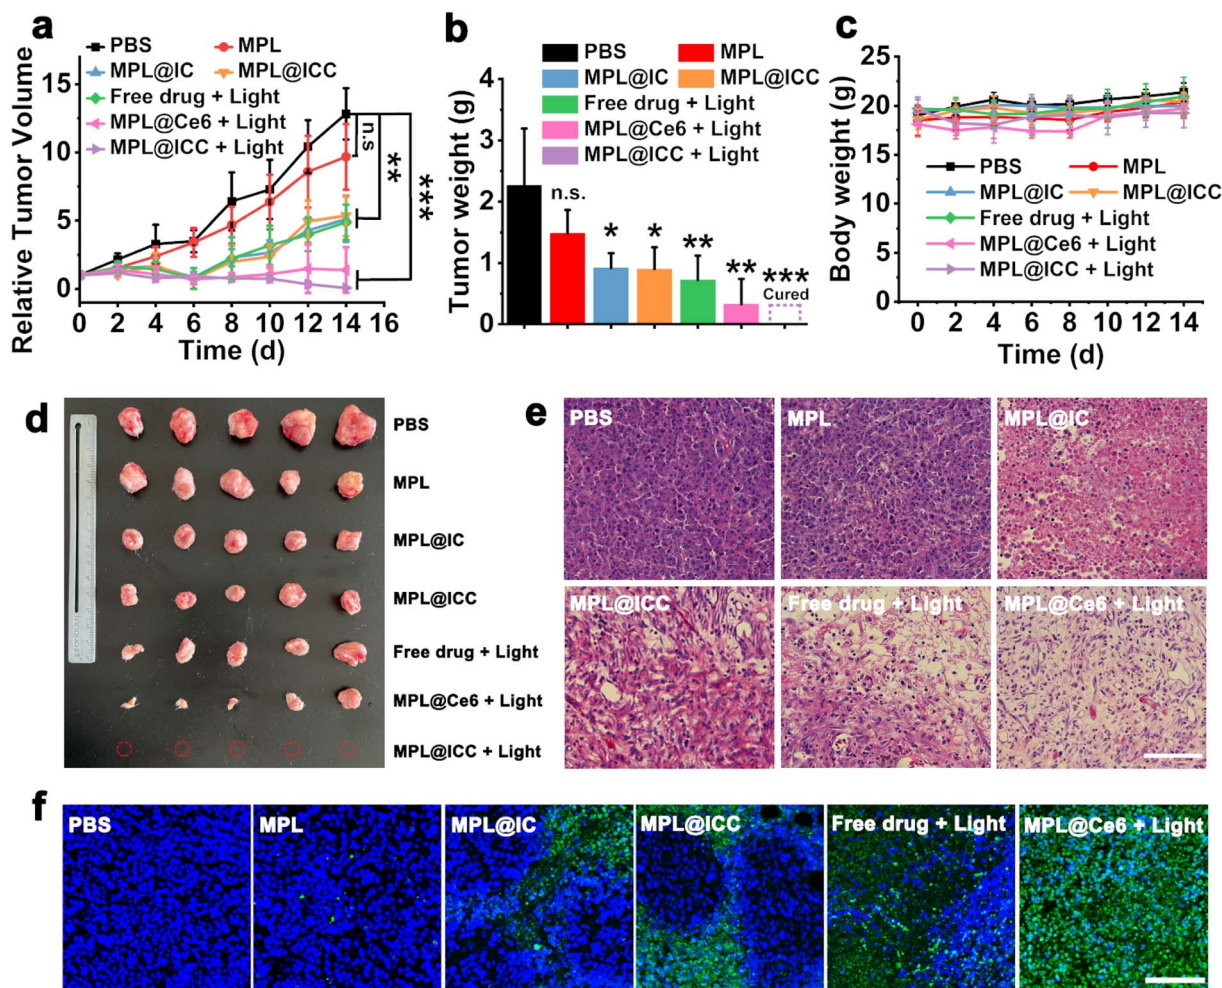 a
PBS
MPL
MPL@IC
MPL@ICC
Free drug + Light
MPL@Ce6 + Light
MPL@ICC + Light
n.s
**
***
Relative Tumor Volume
15
10
5
0
0 2 4 6 8 10 12 14 16
Time (d)
b
PBS
MPL
MPL@IC
MPL@ICC
Free drug + Light
MPL@Ce6 + Light
MPL@ICC + Light
n.s.
* * ** ** ***
Cured
Tumor weight (g)
4
3
2
1
0
c
25
20
15
10
5
0
Body weight (g)
PBS
MPL
MPL@IC
MPL@ICC
Free drug + Light
MPL@Ce6 + Light
MPL@ICC + Light
0 2 4 6 8 10 12 14
Time (d)
d
PBS
MPL
MPL@IC
MPL@ICC
Free drug + Light
MPL@Ce6 + Light
MPL@ICC + Light
e
PBS
MPL
MPL@IC
MPL@ICC
Free drug + Light
MPL@Ce6 + Light
f
PBS
MPL
MPL@IC
MPL@ICC
Free drug + Light
MPL@Ce6 + Light